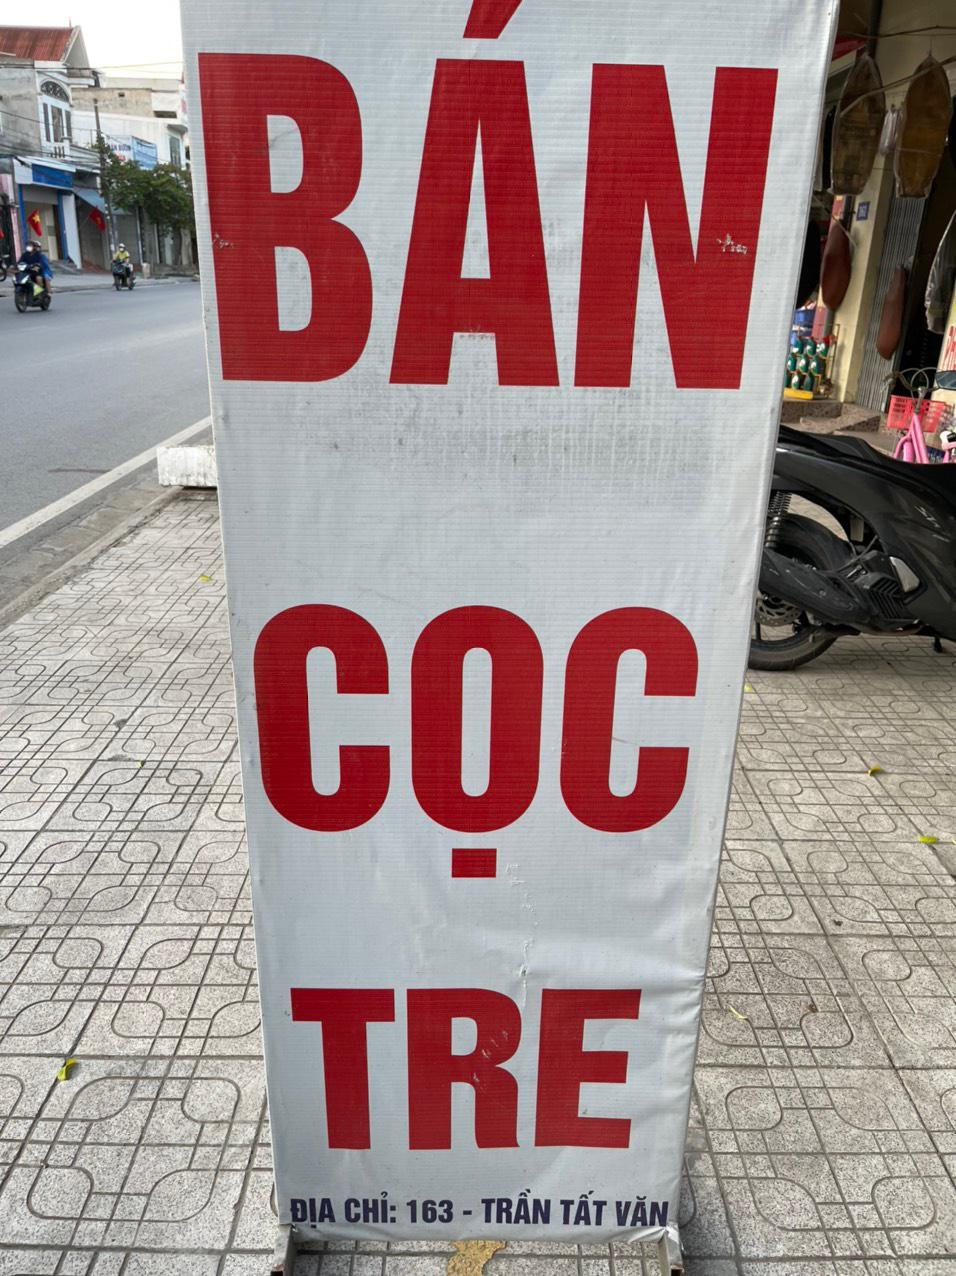 BÁN
CỌC
TRE
ĐỊA CHỈ: 163 - TRẦN TẤT VĂN